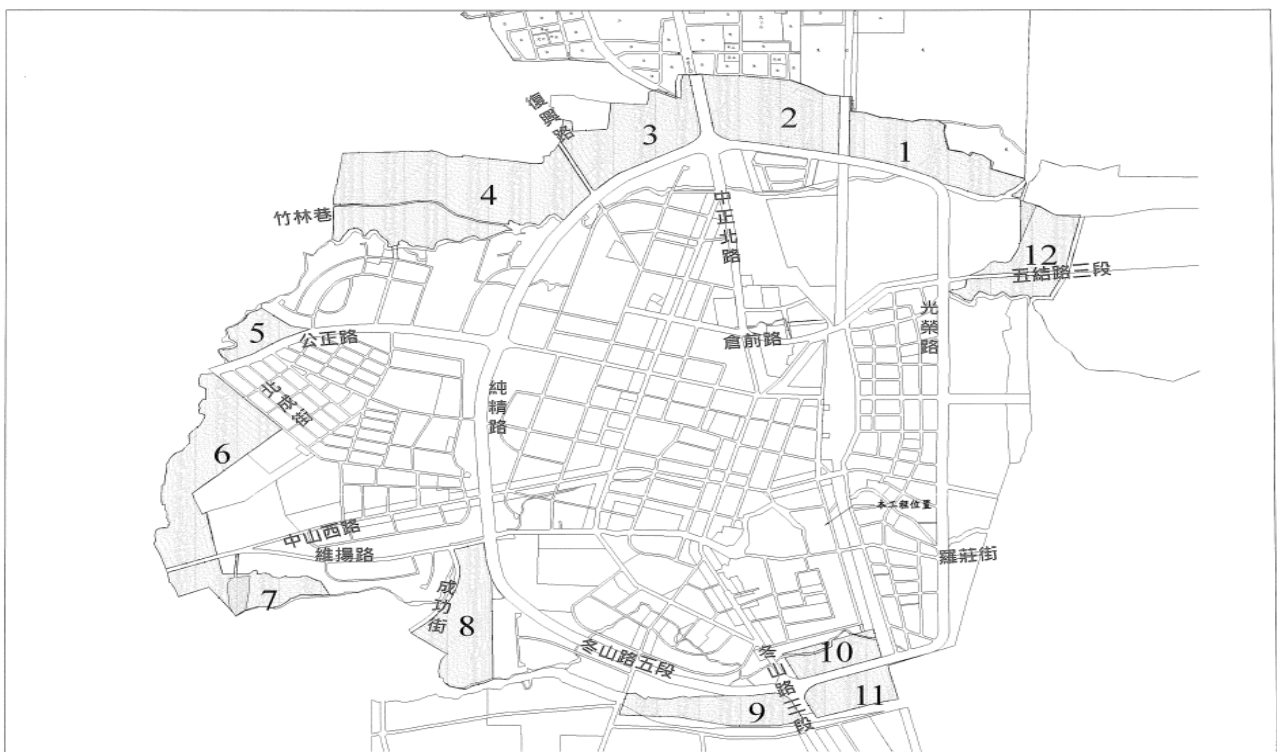 2
復興路
3
1
4
中正北路
竹林巷
12
五結路三段
光榮路
5
公正路
倉前路
純精路
北成街
6
本工程位置
中山西路
維揚路
羅莊街
成功街
7
8
冬山路五段
冬山路三段
10
11
9